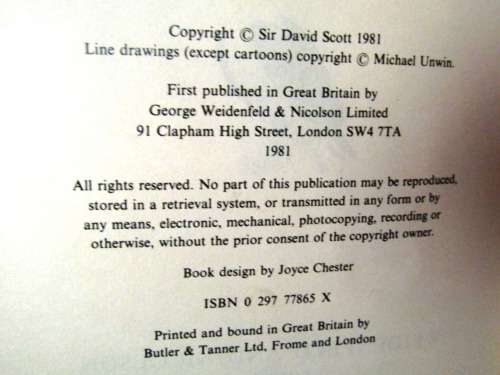 Copyright © Sir David Scott 1981
Line drawings (except cartoons) copyright © Michael Unwin.
First published in Great Britain by
George Weidenfeld & Nicolson Limited
91 Clapham High Street, London SW4 7TA
1981
All rights reserved. No part of this publication may be reproduced,
stored in a retrieval system, or transmitted in any form or by
any means, electronic, mechanical, photocopying, recording or
otherwise, without the prior consent of the copyright owner.
Book design by Joyce Chester
ISBN 0 297 77865 X
Printed and bound in Great Britain by
Butler & Tanner Ltd, Frome and London